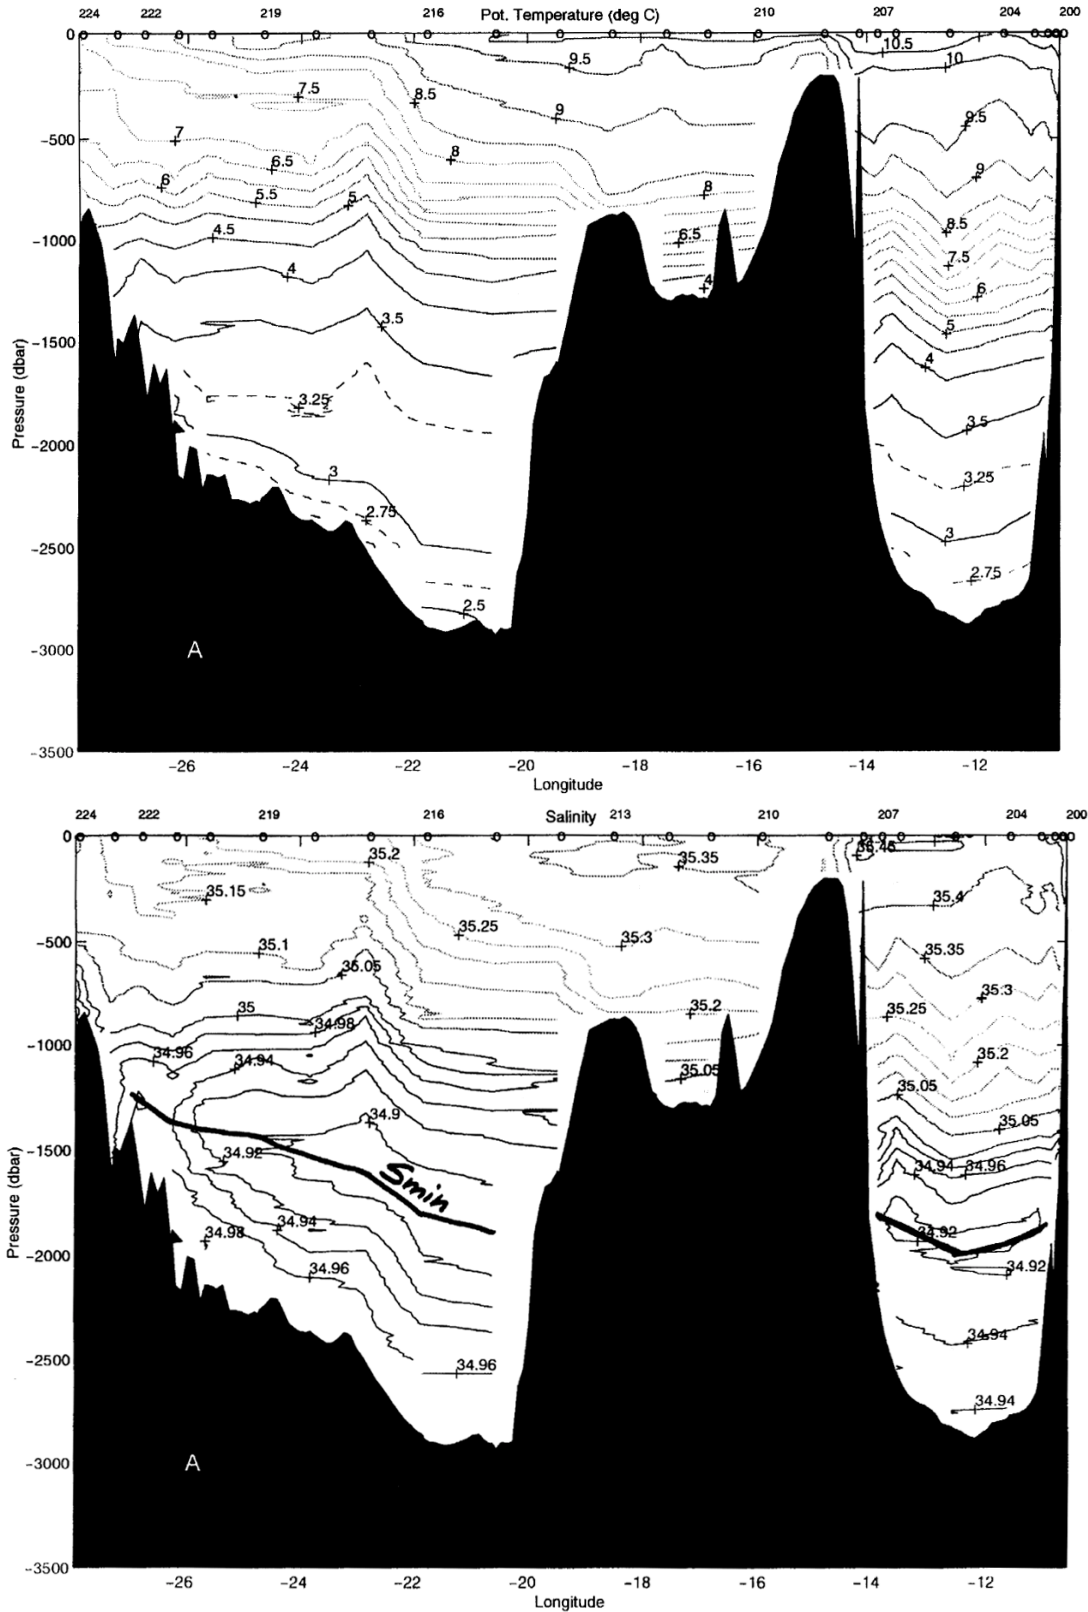 224 222 219 216 Pot. Temperature (deg C) 210 207 204 200
0
10.5
9.5 10
7.5 8.5
9 9.5
-500 7
8
6.5 9
6 5.5 5 8
4.5 8.5
-1000 6.5
7.5
4 4 6
3.5 5
-1500
4
3.25
3.5
-2000
3 3.25
2.75
-2500 3
2.75
2.5
-3000 A
-3500
Pressure (dbar)
-26 -24 -22 -20 -18 -16 -14 -12
Longitude
224 222 219 216 Salinity 213 210 207 204 200
0
35.2 35.35 35.45
35.15 35.4
35.25 35.3
-500 35.1 35.35
35.05
35.3
35 35.2 35.25
34.98
-1000
34.96 34.94 35.05 35.2
35.05
34.9 35.05
-1500 34.92
34.94 34.96
Smin
34.98 34.94 34.92
-2000 34.96 34.92
34.94
-2500 34.96
34.94
-3000 A
-3500
Pressure (dbar)
-26 -24 -22 -20 -18 -16 -14 -12
Longitude